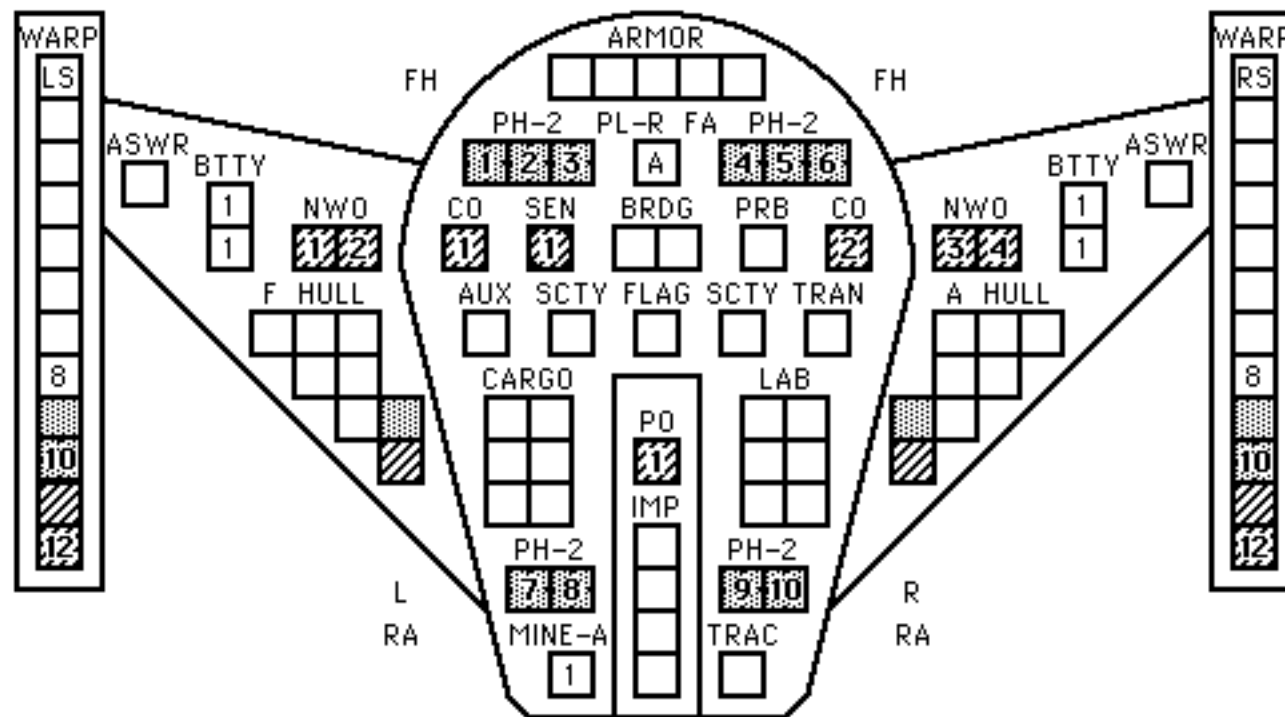 WARP ARMOR WARP
LS FH FH RS
PH-2 PL-R FA PH-2
ASWR 1 2 3 A 4 5 6 ASWR
BTTY BTTY
1 NWO CO SEN BRDG PRB CO NWO 1
1 1 2 1 1 2 3 4 1
F HULL AUX SCTY FLAG SCTY TRAN A HULL
8 CARGO LAB 8
PO
10 1 10
IMP
12 PH-2 PH-2 12
7 8 9 10
L R
RA MINE-A TRAC RA
1